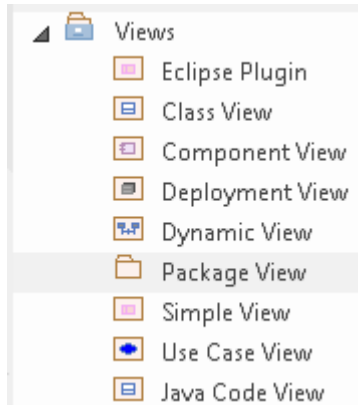 Views
Eclipse Plugin
Class View
Component View
Deployment View
Dynamic View
Package View
Simple View
Use Case View
Java Code View